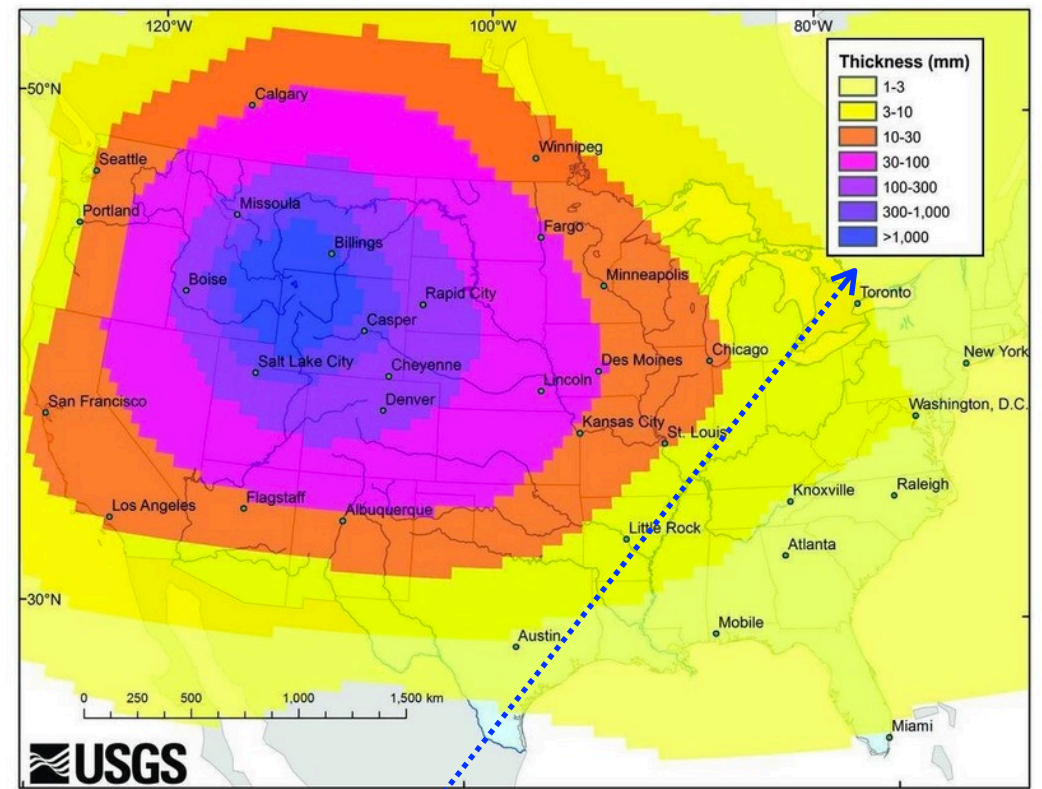 120°W
100°W
80°W
Thickness (mm)
1-3
3-10
10-30
30-100
100-300
300-1,000
>1,000
50°N
Calgary
Winnipeg
Seattle
Portland
Missoula
Fargo
Billings
Minneapolis
Boise
Rapid City
Toronto
Casper
Chicago
New York
Salt Lake City
Cheyenne
Des Moines
Lincoln
San Francisco
Denver
Washington, D.C.
Kansas City
St. Louis
Knoxville
Raleigh
Los Angeles
Flagstaff
Albuquerque
Little Rock
Atlanta
30°N
Mobile
Austin
0 250 500 1,000 1,500 km
Miami
USGS